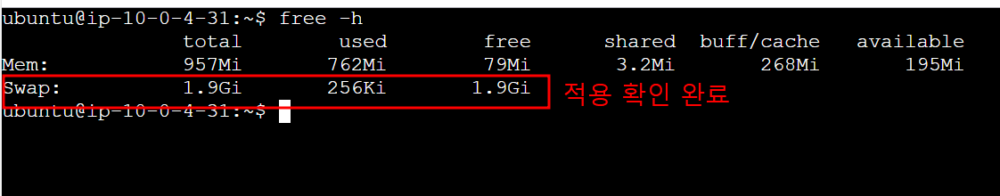 ubuntu@ip-10-0-4-31:~$ free -h
total used free shared buff/cache available
Mem: 957Mi 762Mi 79Mi 3.2Mi 268Mi 195Mi
Swap: 1.9Gi 256Ki 1.9Gi 적용 확인 완료
ubuntu@ip-10-0-4-31:~$